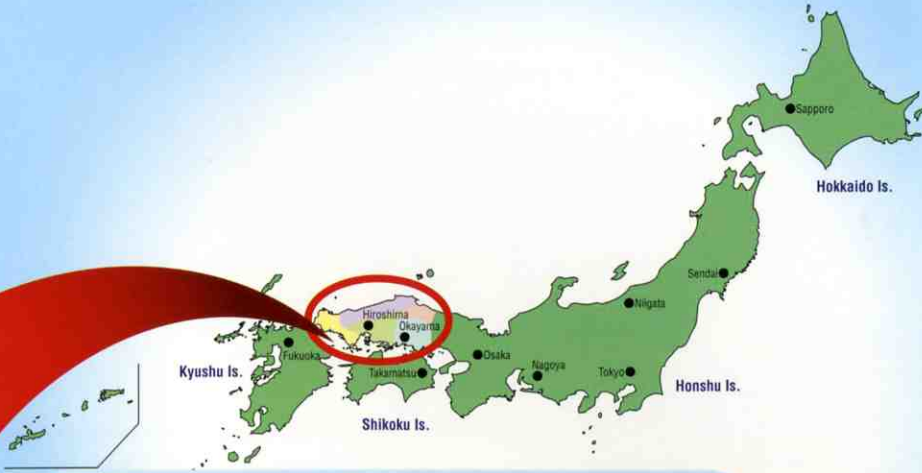 Sapporo
Hokkaido Is.
Sendai
Niigata
Hiroshima
Okayama
Fukuoka
Osaka
Kyushu Is.
Takamatsu
Nagoya
Tokyo
Honshu Is.
Shikoku Is.